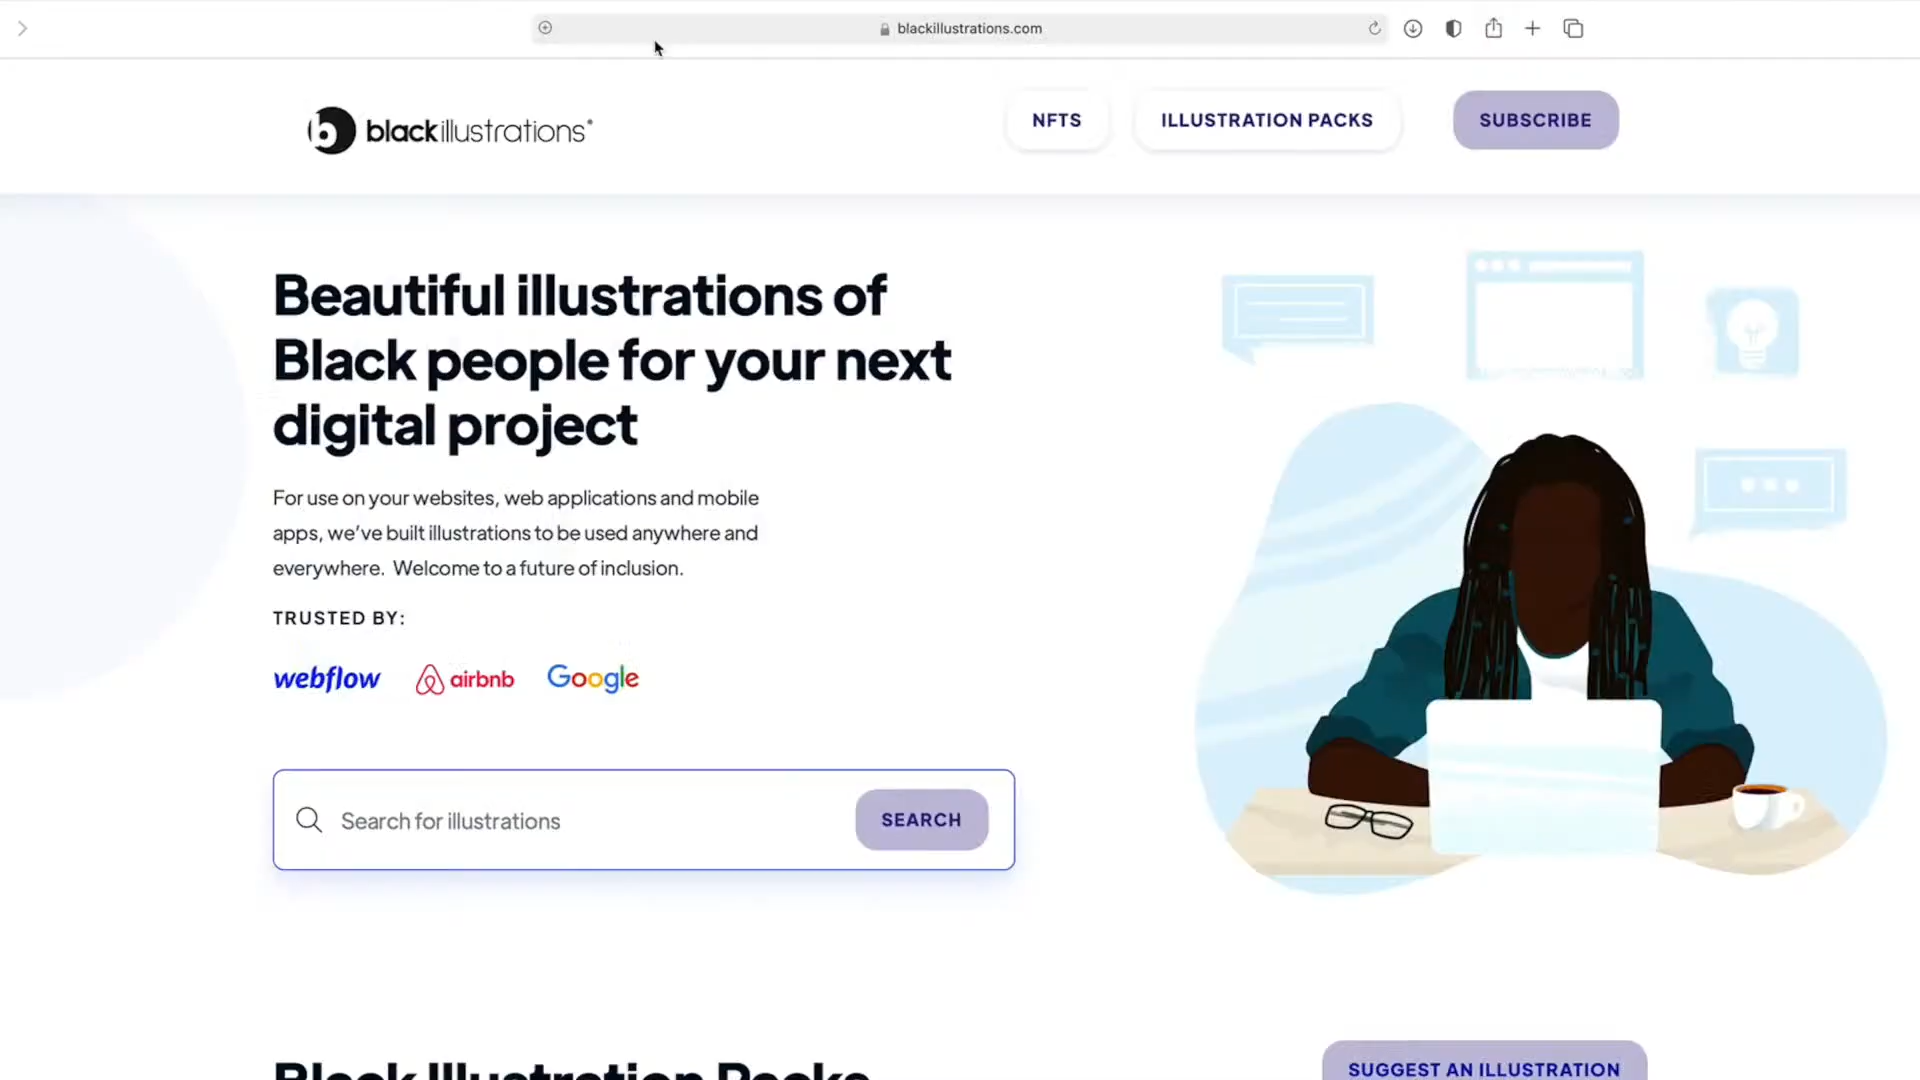 blackillustrations.com
blackillustrations®
NFTS
ILLUSTRATION PACKS
SUBSCRIBE
Beautiful illustrations of
Black people for your next
digital project
For use on your websites, web applications and mobile
apps, we've built illustrations to be used anywhere and
everywhere.  Welcome to a future of inclusion.
TRUSTED BY:
webflow
airbnb
Google
Search for illustrations
SEARCH
Black Illustration Packs
SUGGEST AN ILLUSTRATION